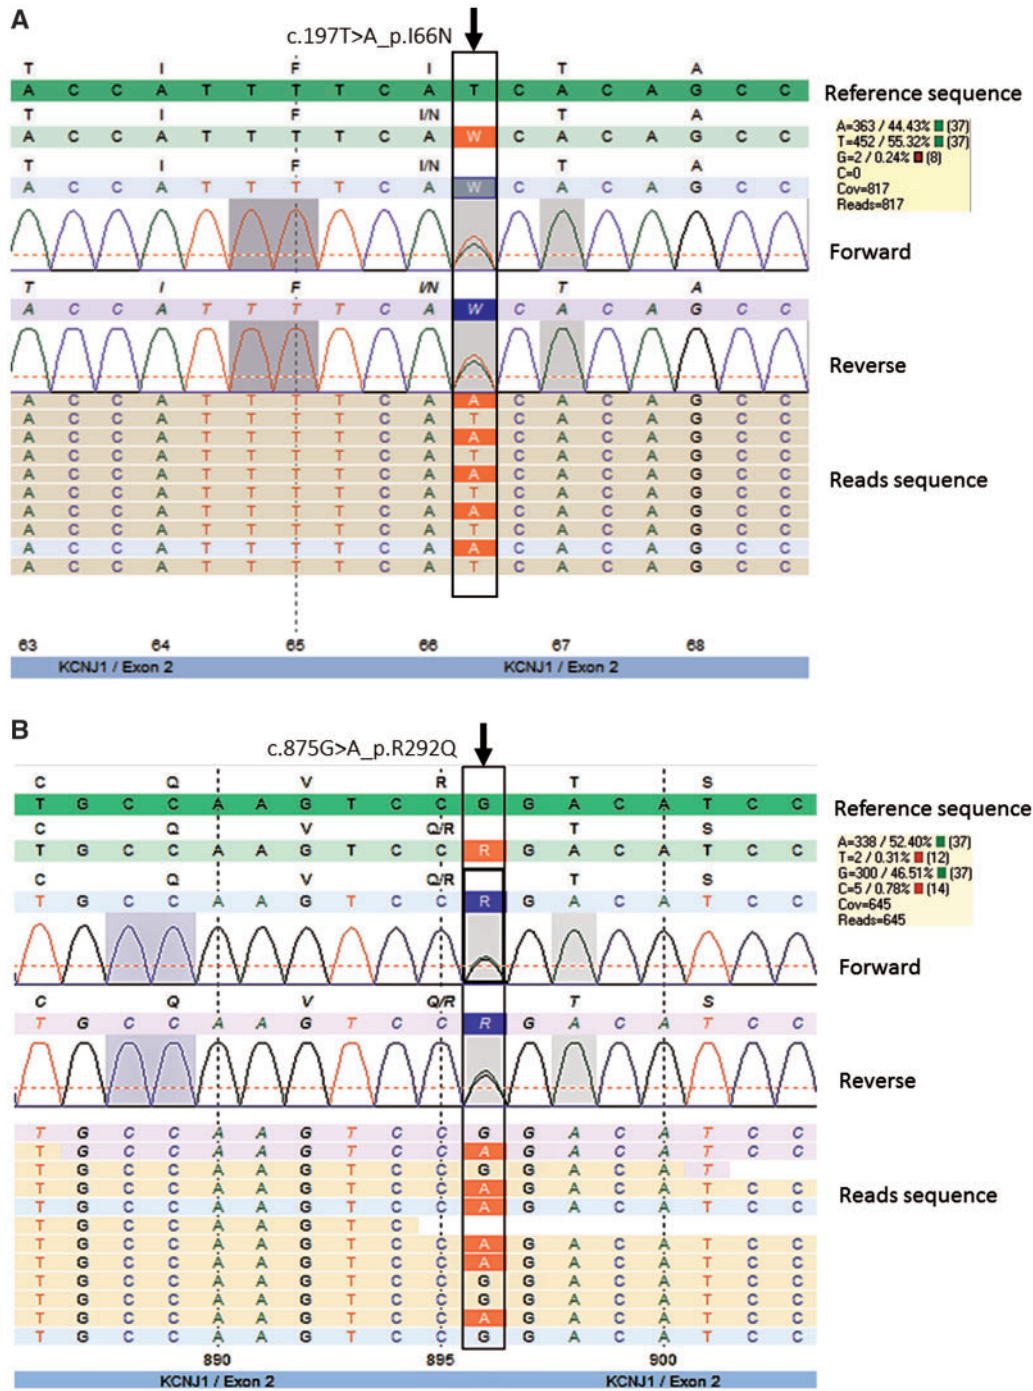 A
c.197T>A_p.I66N
T I F I T A
A C C A T T T T C A T C A C A G C C
Reference sequence
T I F I/N T A
A C C A T T T T C A W C A C A G C C
A=363 / 44.43% (37)
T=452 / 55.32% (37)
G=2 / 0.24% (8)
C=0
Cov=817
Reads=817
T I F I/N T A
A C C A T T T T C A W C A C A G C C
Forward
T I F I/N T A
A C C A T T T T C A W C A C A G C C
Reverse
A C C A T T T T C A A C A C A G C C
A C C A T T T T C A T C A C A G C C
A C C A T T T T C A A C A C A G C C
A C C A T T T T C A T C A C A G C C
A C C A T T T T C A A C A C A G C C
Reads sequence
A C C A T T T T C A T C A C A G C C
A C C A T T T T C A A C A C A G C C
A C C A T T T T C A T C A C A G C C
A C C A T T T T C A A C A C A G C C
A C C A T T T T C A T C A C A G C C
63 64 65 66 67 68
KCNJ1 / Exon 2 KCNJ1 / Exon 2
B
c.875G>A_p.R292Q
C Q V R T S
T G C C A A G T C C G G A C A T C C
Reference sequence
C Q V Q/R T S
T G C C A A G T C C R G A C A T C C
A=338 / 52.40% (37)
T=2 / 0.31% (12)
G=300 / 46.51% (37)
C=5 / 0.78% (14)
Cov=645
Reads=645
C Q V Q/R T S
T G C C A A G T C C R G A C A T C C
Forward
C Q V Q/R T S
T G C C A A G T C C R G A C A T C C
Reverse
T G C C A A G T C C G G A C A T C C
T G C C A A G T C C A G A C A T C C
T G C C A A G T C C G G A C A T
T G C C A A G T C C A G A C A T C C
Reads sequence
T G C C A A G T C C A G A C A T C C
T G C C A A G T C
T G C C A A G T C C A G A C A T C C
T G C C A A G T C C A G A C A T C C
T G C C A A G T C C G G A C A T C C
T G C C A A G T C C G G A C A T C C
T G C C A A G T C C A G A C A T C C
T G C C A A G T C C G G A C A T C C
890 895 900
KCNJ1 / Exon 2 KCNJ1 / Exon 2